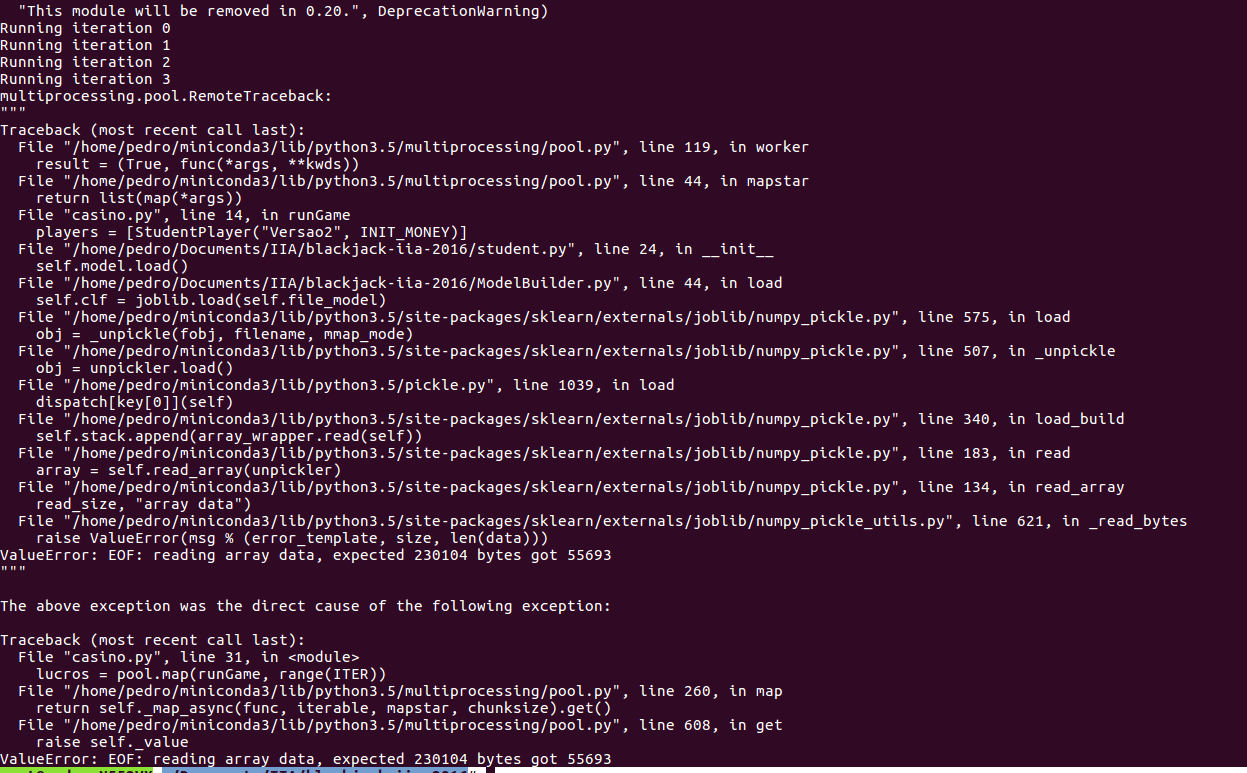 "This module will be removed in 0.20.", DeprecationWarning)
Running iteration 0
Running iteration 1
Running iteration 2
Running iteration 3
multiprocessing.pool.RemoteTraceback:
"""
Traceback (most recent call last):
  File "/home/pedro/miniconda3/lib/python3.5/multiprocessing/pool.py", line 119, in worker
    result = (True, func(*args, **kwds))
  File "/home/pedro/miniconda3/lib/python3.5/multiprocessing/pool.py", line 44, in mapstar
    return list(map(*args))
  File "casino.py", line 14, in runGame
    players = [StudentPlayer("Versao2", INIT_MONEY)]
  File "/home/pedro/Documents/IIA/blackjack-iia-2016/student.py", line 24, in __init__
    self.model.load()
  File "/home/pedro/Documents/IIA/blackjack-iia-2016/ModelBuilder.py", line 44, in load
    self.clf = joblib.load(self.file_model)
  File "/home/pedro/miniconda3/lib/python3.5/site-packages/sklearn/externals/joblib/numpy_pickle.py", line 575, in load
    obj = _unpickle(fobj, filename, mmap_mode)
  File "/home/pedro/miniconda3/lib/python3.5/site-packages/sklearn/externals/joblib/numpy_pickle.py", line 507, in _unpickle
    obj = unpickler.load()
  File "/home/pedro/miniconda3/lib/python3.5/pickle.py", line 1039, in load
    dispatch[key[0]](self)
  File "/home/pedro/miniconda3/lib/python3.5/site-packages/sklearn/externals/joblib/numpy_pickle.py", line 340, in load_build
    self.stack.append(array_wrapper.read(self))
  File "/home/pedro/miniconda3/lib/python3.5/site-packages/sklearn/externals/joblib/numpy_pickle.py", line 183, in read
    array = self.read_array(unpickler)
  File "/home/pedro/miniconda3/lib/python3.5/site-packages/sklearn/externals/joblib/numpy_pickle.py", line 134, in read_array
    read_size, "array data")
  File "/home/pedro/miniconda3/lib/python3.5/site-packages/sklearn/externals/joblib/numpy_pickle_utils.py", line 621, in _read_bytes
    raise ValueError(msg % (error_template, size, len(data)))
ValueError: EOF: reading array data, expected 230104 bytes got 55693
"""

The above exception was the direct cause of the following exception:

Traceback (most recent call last):
  File "casino.py", line 31, in <module>
    lucros = pool.map(runGame, range(ITER))
  File "/home/pedro/miniconda3/lib/python3.5/multiprocessing/pool.py", line 260, in map
    return self._map_async(func, iterable, mapstar, chunksize).get()
  File "/home/pedro/miniconda3/lib/python3.5/multiprocessing/pool.py", line 608, in get
    raise self._value
ValueError: EOF: reading array data, expected 230104 bytes got 55693